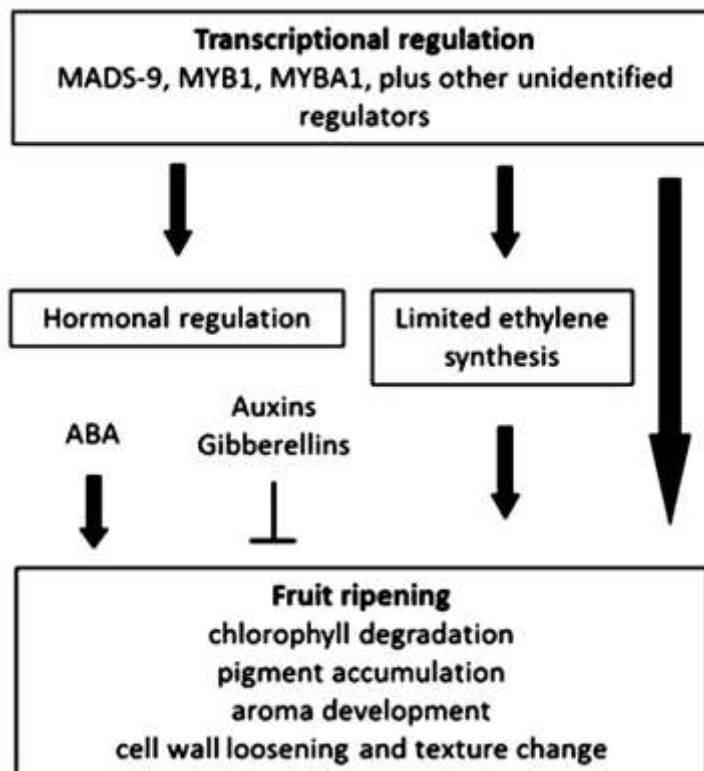 Transcriptional regulation
MADS-9, MYB1, MYBA1, plus other unidentified
regulators
Hormonal regulation
Limited ethylene
synthesis
ABA
Auxins
Gibberellins
Fruit ripening
chlorophyll degradation
pigment accumulation
aroma development
cell wall loosening and texture change